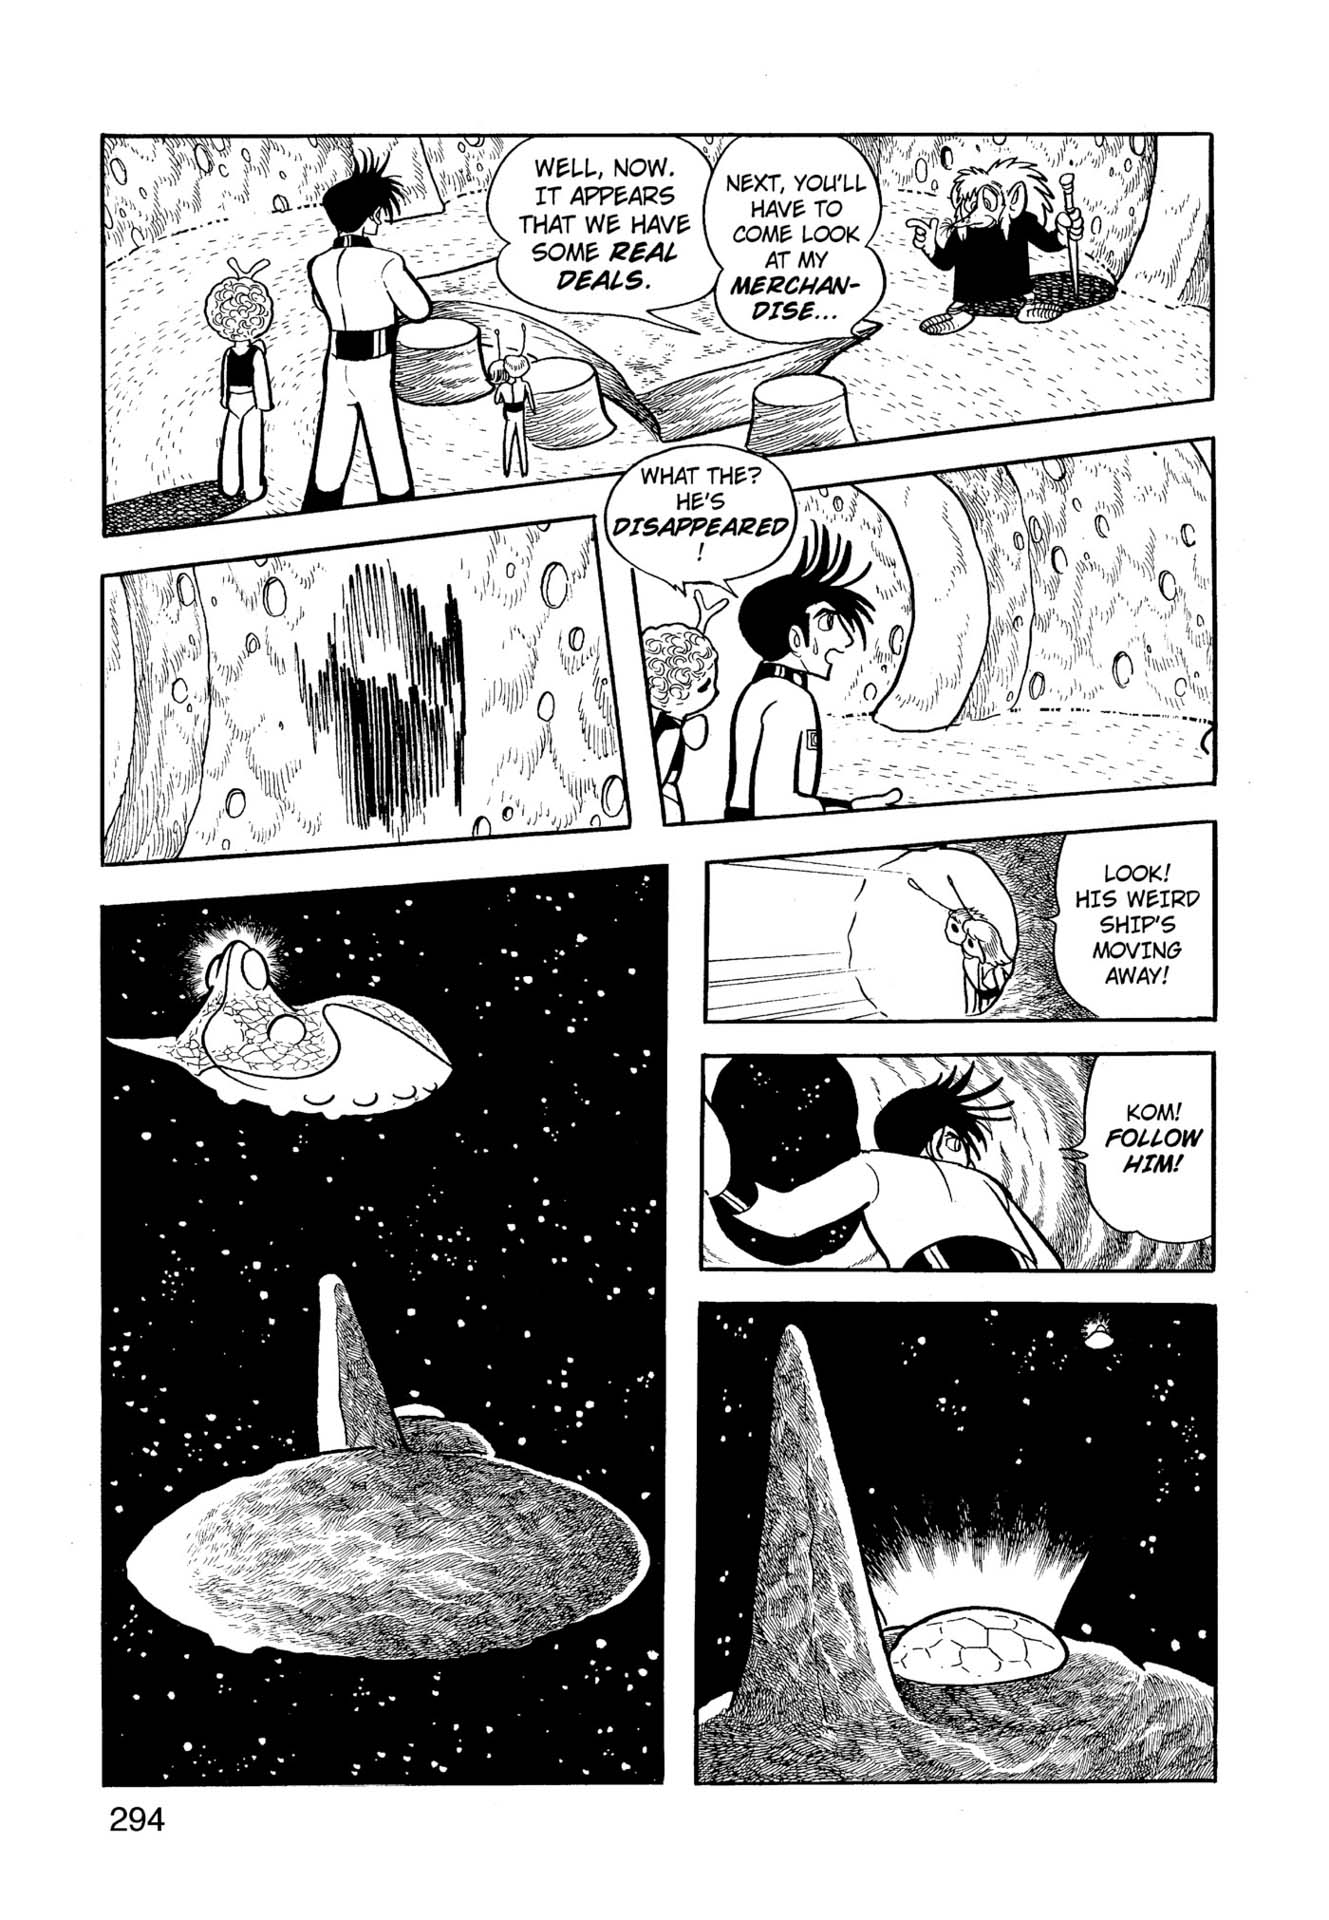 WELL, NOW.
IT APPEARS
THAT WE HAVE
SOME REAL
DEALS.
NEXT, YOU'LL
HAVE TO
COME LOOK
AT MY
MERCHAN-
DISE...
WHAT THE?
HE'S
DISAPPEARED
!
LOOK!
HIS WEIRD
SHIP'S
MOVING
AWAY!
KOM!
FOLLOW
HIM!
294